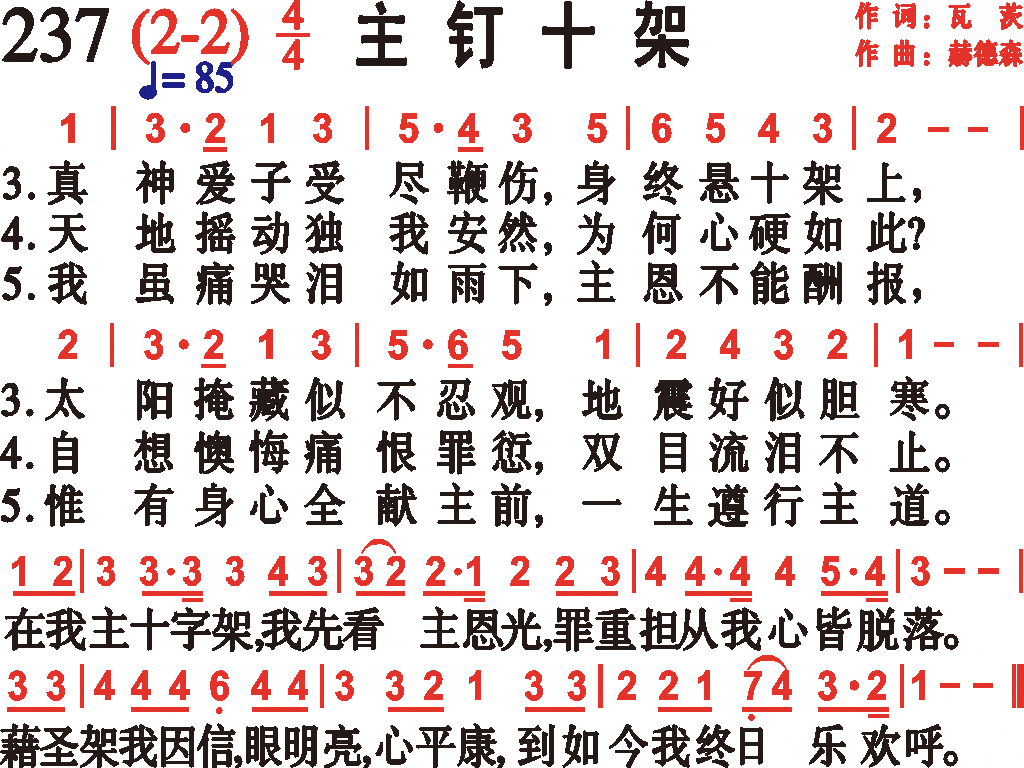 237 (2-2) 4/4 主钉十架 作词：瓦 茨
♩= 85 作曲：赫德森
1 | 3·2 1 3 | 5·4 3 5 | 6 5 4 3 | 2 - - |
3.真 神爱子受 尽鞭伤,身 终悬十架 上，
4.天 地摇动独 我安然,为 何心硬如 此?
5.我 虽痛哭泪 如雨下,主 恩不能酬 报，
2 | 3·2 1 3 | 5·6 5 1 | 2 4 3 2 | 1 - - |
3.太 阳掩藏似 不忍观,地 震好似胆 寒。
4.自 想懊悔痛 恨罪愆,双 目流泪不 止。
5.惟 有身心全 献主前,一 生遵行主 道。
1 2 | 3 3·3 3 4 3 | 3 2 2·1 2 2 3 | 4 4·4 4 5·4 | 3 - - |
在我主十字架,我先看 主恩光,罪重担从我心皆脱落。
3 3 | 4 4 4 6 4 4 | 3 3 2 1 3 3 | 2 2 1 7 4 3·2 | 1 - - ‖
藉圣架我因信,眼明亮,心平康,到如今我终日 乐欢呼。